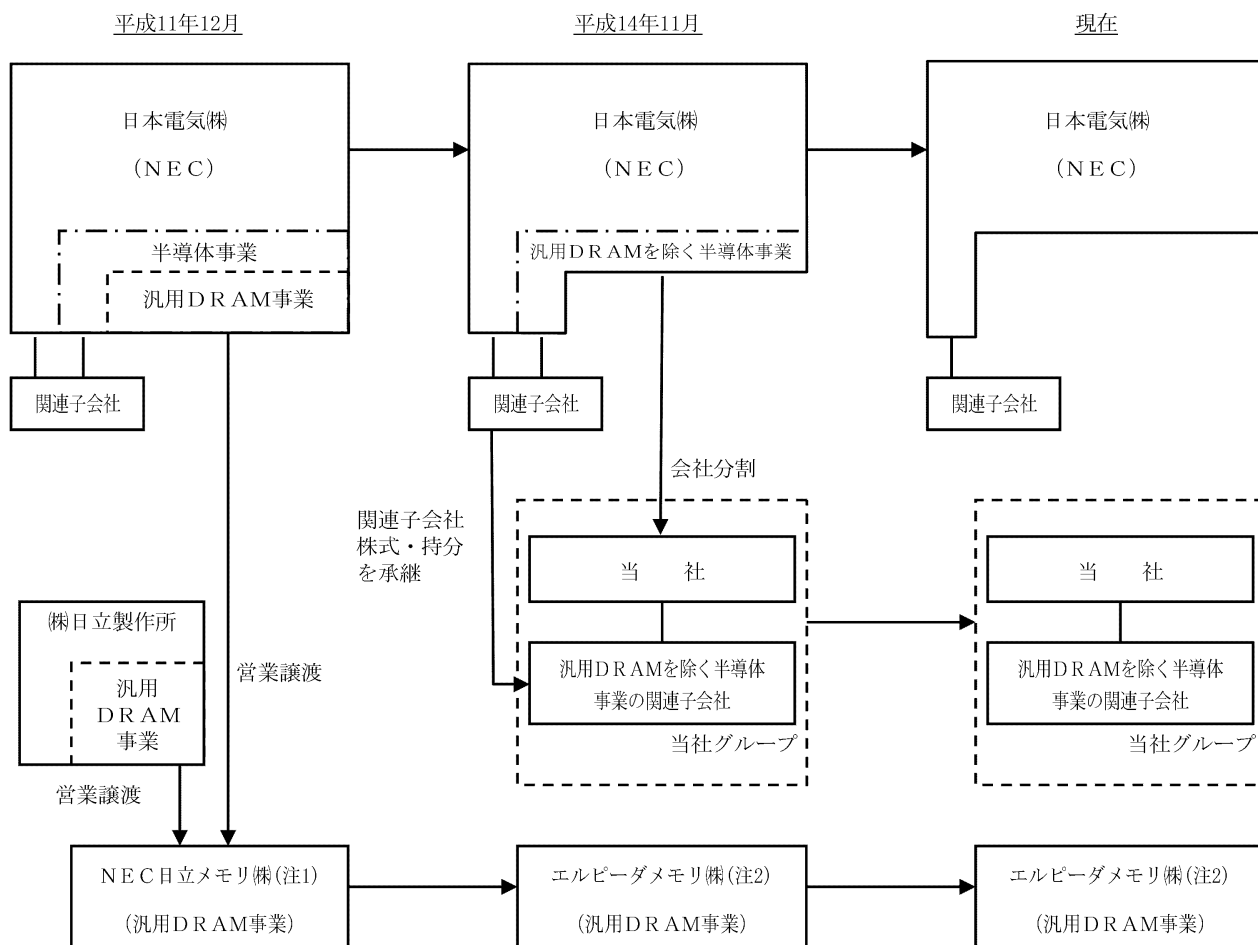 平成11年12月
平成14年11月
現在
日本電気㈱
(ＮＥＣ)
半導体事業
汎用ＤＲＡＭ事業
関連子会社
日本電気㈱
(ＮＥＣ)
汎用ＤＲＡＭを除く半導体事業
関連子会社
日本電気㈱
(ＮＥＣ)
関連子会社
会社分割
関連子会社
株式・持分
を承継
当　　社
汎用ＤＲＡＭを除く半導体
事業の関連子会社
当社グループ
当　　社
汎用ＤＲＡＭを除く半導体
事業の関連子会社
当社グループ
㈱日立製作所
汎用
ＤＲＡＭ
事業
営業譲渡
営業譲渡
ＮＥＣ日立メモリ㈱(注1)
(汎用ＤＲＡＭ事業)
エルピーダメモリ㈱(注2)
(汎用ＤＲＡＭ事業)
エルピーダメモリ㈱(注2)
(汎用ＤＲＡＭ事業)